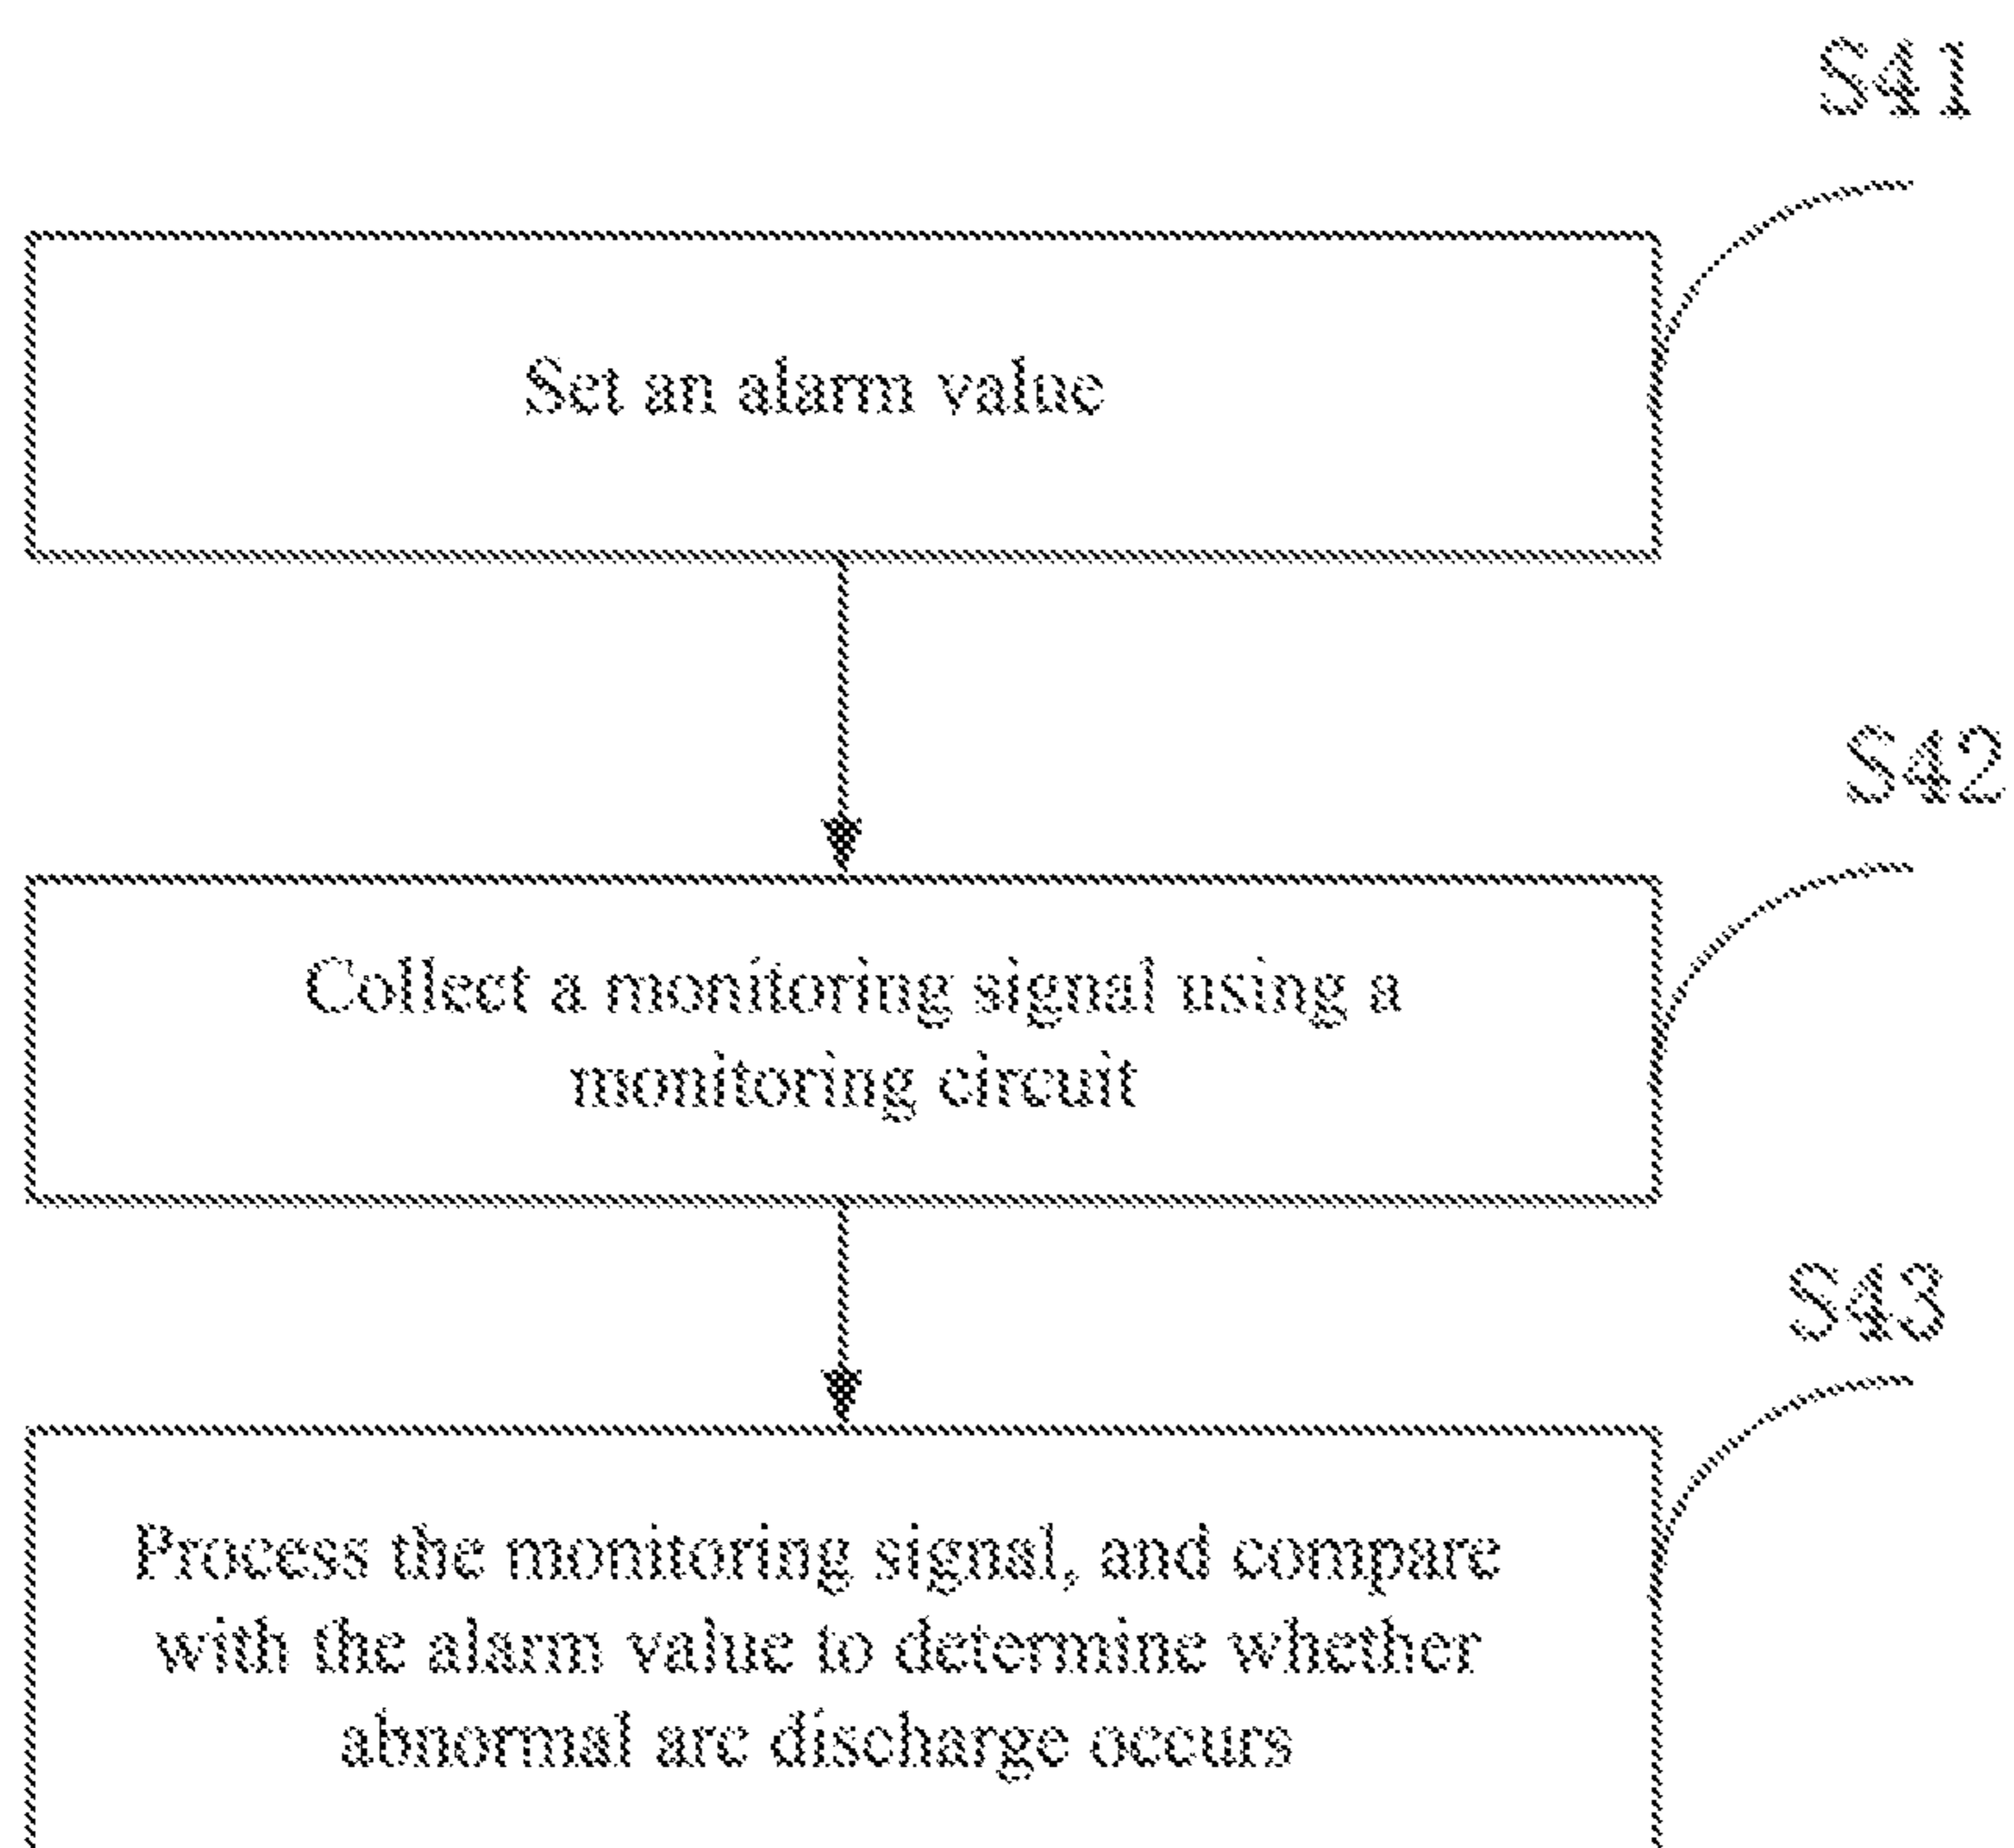 S41
Set an alarm value
S42
Collect a monitoring signal using a
monitoring circuit
S43
Process the monitoring signal, and compare
with the alarm value to determine whether
abnormal arc discharge occurs